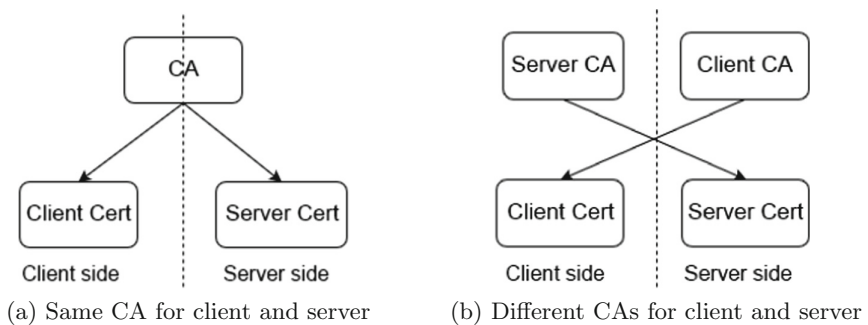 CA
Client Cert
Server Cert
Client side
Server side
(a) Same CA for client and server
Server CA
Client CA
Client Cert
Server Cert
Client side
Server side
(b) Different CAs for client and server